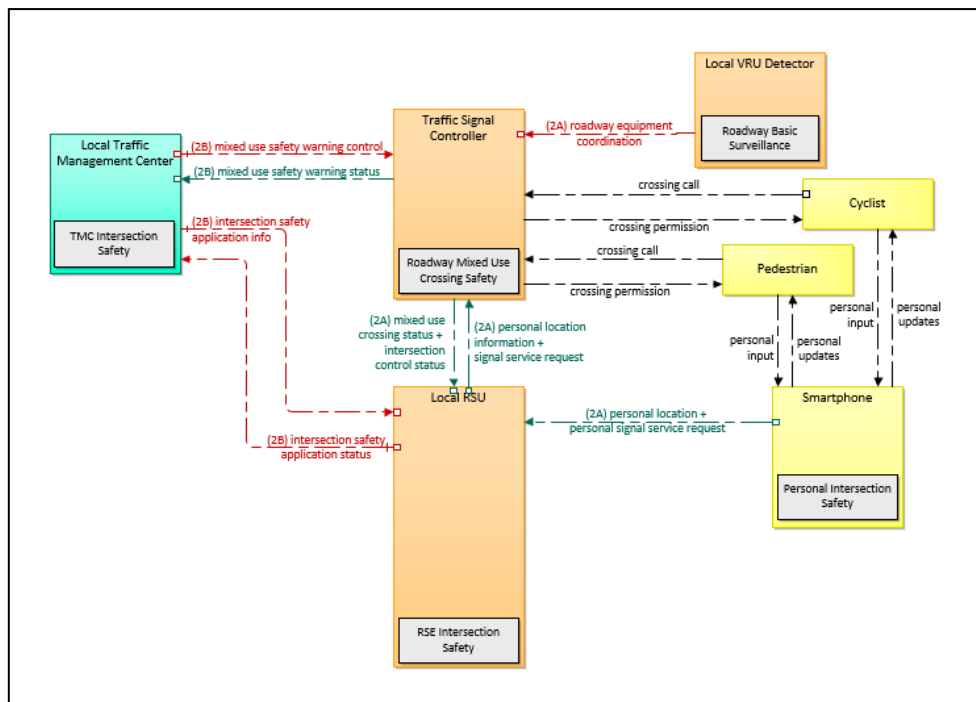 Local VRU Detector
Roadway Basic
Surveillance
Traffic Signal
Controller
(2A) roadway equipment
coordination
Local Traffic
Management Center
(2B) mixed use safety warning control
(2B) mixed use safety warning status
TMC Intersection
Safety
(2B) intersection safety
application info
Roadway Mixed Use
Crossing Safety
crossing call
Cyclist
crossing permission
crossing call
Pedestrian
crossing permission
(2A) mixed use
crossing status +
intersection
control status
(2A) personal location
information +
signal service request
personal
input
personal
updates
personal
input
personal
updates
Local RSU
(2B) intersection safety
application status
(2A) personal location +
personal signal service request
Smartphone
Personal Intersection
Safety
RSE Intersection
Safety